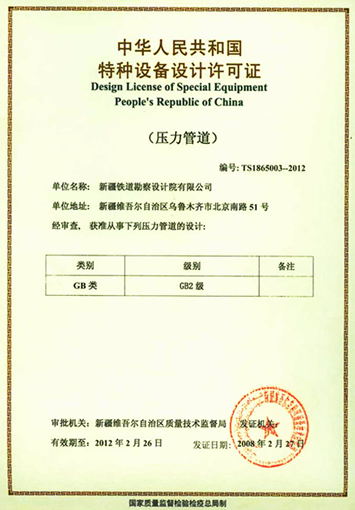 中华人民共和国
特种设备设计许可证
Design License of Special Equipment
People's Republic of China
（压力管道）
编号: TS1865003--2012
单位名称： 新疆铁道勘察设计院有限公司
单位地址： 新疆维吾尔自治区乌鲁木齐市北京南路 51 号
经审查，获准从事下列压力管道的设计:
类别 级别 备注
GB 类 GB2 级
审批机关：新疆维吾尔自治区质量技术监督局 发证机关：
有效期至：2012 年 2 月 26 日 发证日期：2008 年 2 月 27 日
国家质量监督检验检疫总局制